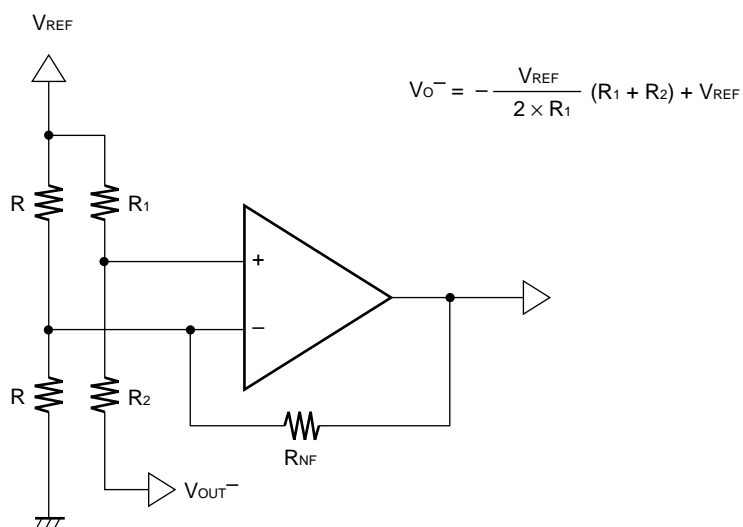 VREF
VO⁻ = − VREF / 2 × R1 (R1 + R2) + VREF
R
R1
+
−
R
R2
RNF
VOUT⁻